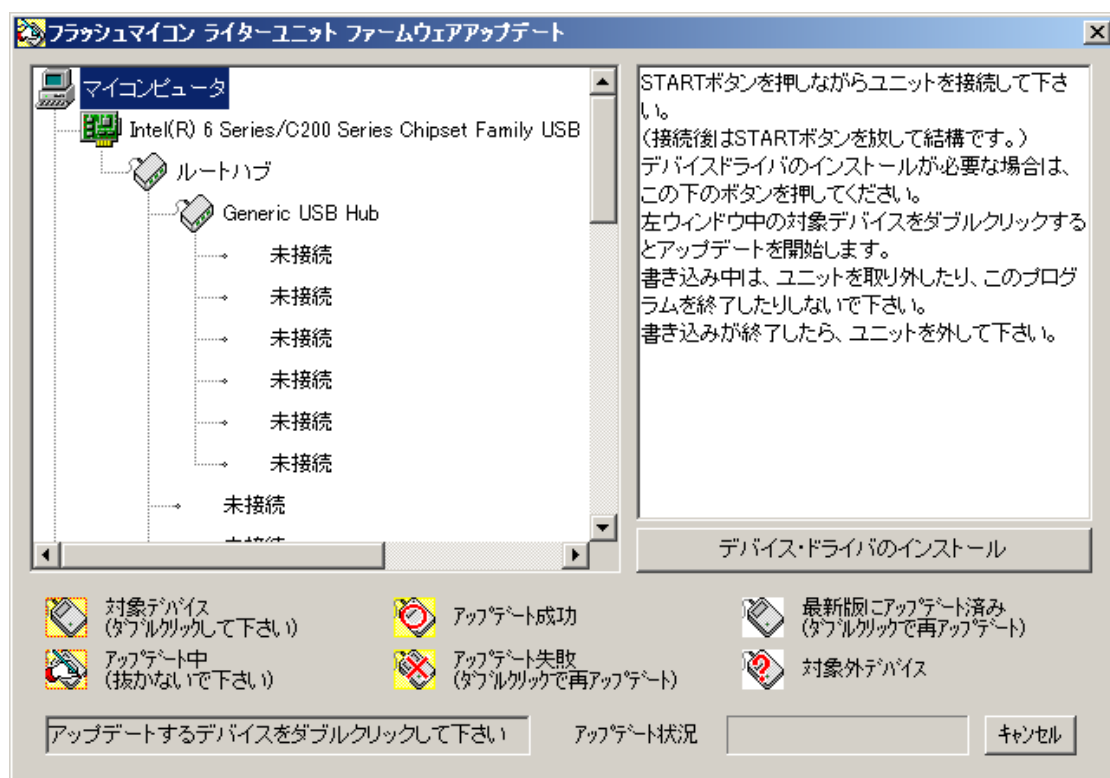 フラッシュマイコン ライターユニット ファームウェアアップデート
マイコンピュータ
Intel(R) 6 Series/C200 Series Chipset Family USB
ルートハブ
Generic USB Hub
未接続
未接続
未接続
未接続
未接続
未接続
未接続
STARTボタンを押しながらユニットを接続して下さ
い。
(接続後はSTARTボタンを放して結構です。)
デバイスドライバのインストールが必要な場合は、
この下のボタンを押してください。
左ウィンドウ中の対象デバイスをダブルクリックする
とアップデートを開始します。
書き込み中は、ユニットを取り外したり、このプログ
ラムを終了したりしないで下さい。
書き込みが終了したら、ユニットを外して下さい。
デバイス・ドライバのインストール
対象デバイス
(ダブルクリックして下さい)
アップデート成功
最新版にアップデート済み
(ダブルクリックで再アップデート)
アップデート中
(抜かないで下さい)
アップデート失敗
(ダブルクリックで再アップデート)
対象外デバイス
アップデートするデバイスをダブルクリックして下さい
アップデート状況
キャンセル